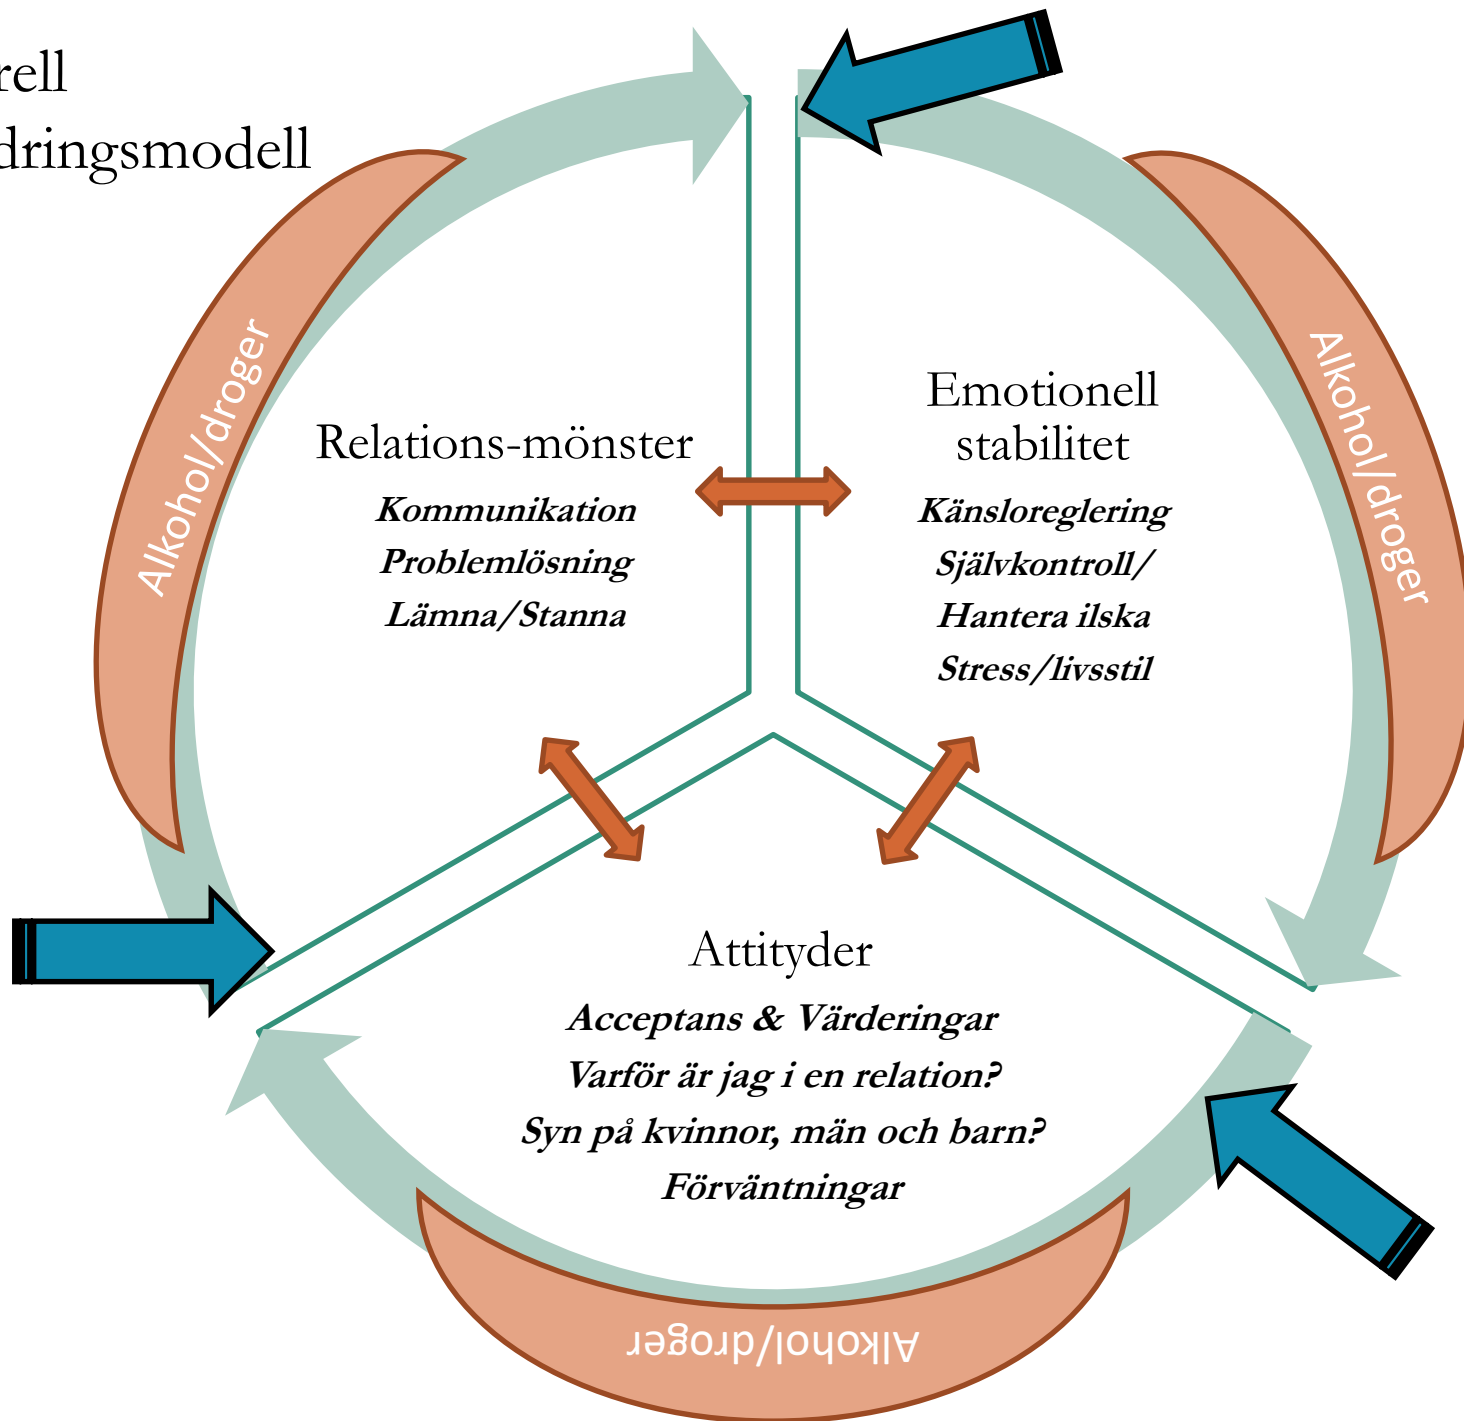 rell
dringsmodell
Alkohol/droger
Relations-mönster
Kommunikation
Problemlösning
Lämna/Stanna
Emotionell
stabilitet
Känsloreglering
Självkontroll/
Hantera ilska
Stress/livsstil
Alkohol/droger
Attityder
Acceptans & Värderingar
Varför är jag i en relation?
Syn på kvinnor, män och barn?
Förväntningar
Alkohol/droger